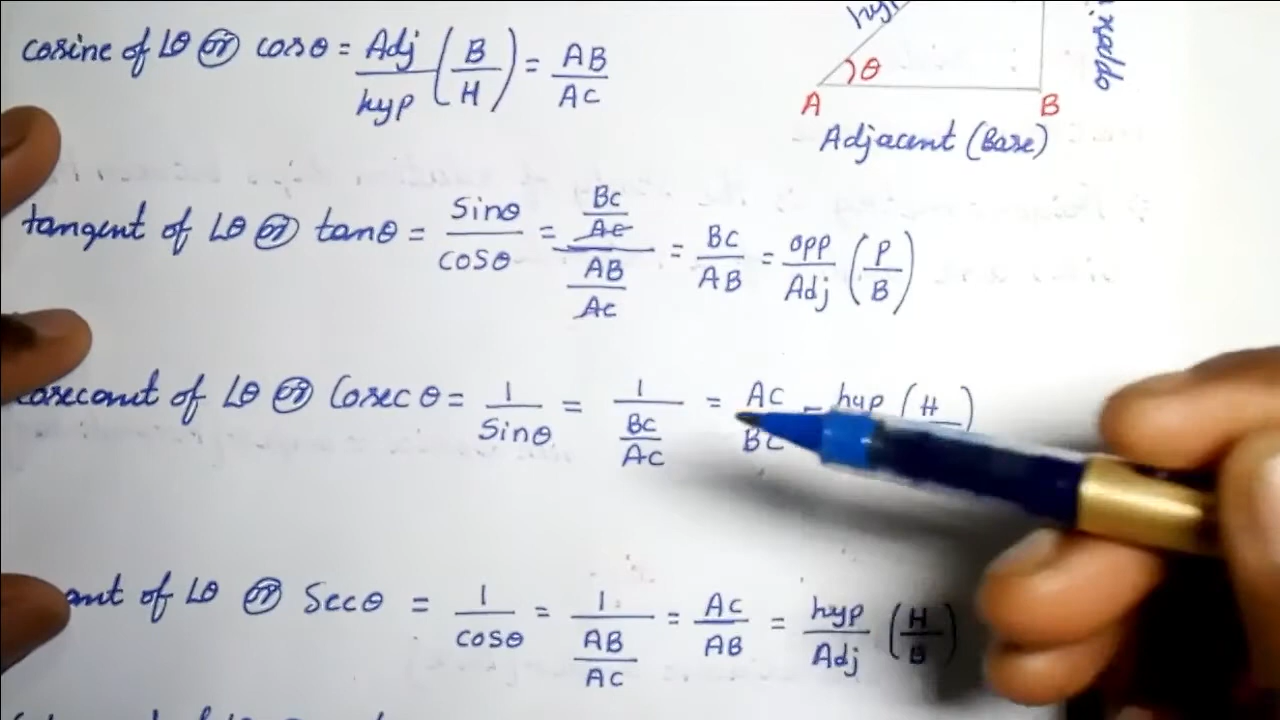 cosine of ∠θ or cosθ = Adj/hyp (B/H) = AB/AC
hyp
θ
A
B
Adjacent (Base)
tangent of ∠θ or tanθ = Sinθ/cosθ = (BC/AC)/(AB/AC) = BC/AB = opp/Adj (P/B)
cosecant of ∠θ or Cosec θ = 1/Sinθ = 1/(BC/AC) = AC/BC = hyp (H
ant of ∠θ or Secθ = 1/cosθ = 1/(AB/AC) = AC/AB = hyp/Adj (H/B)